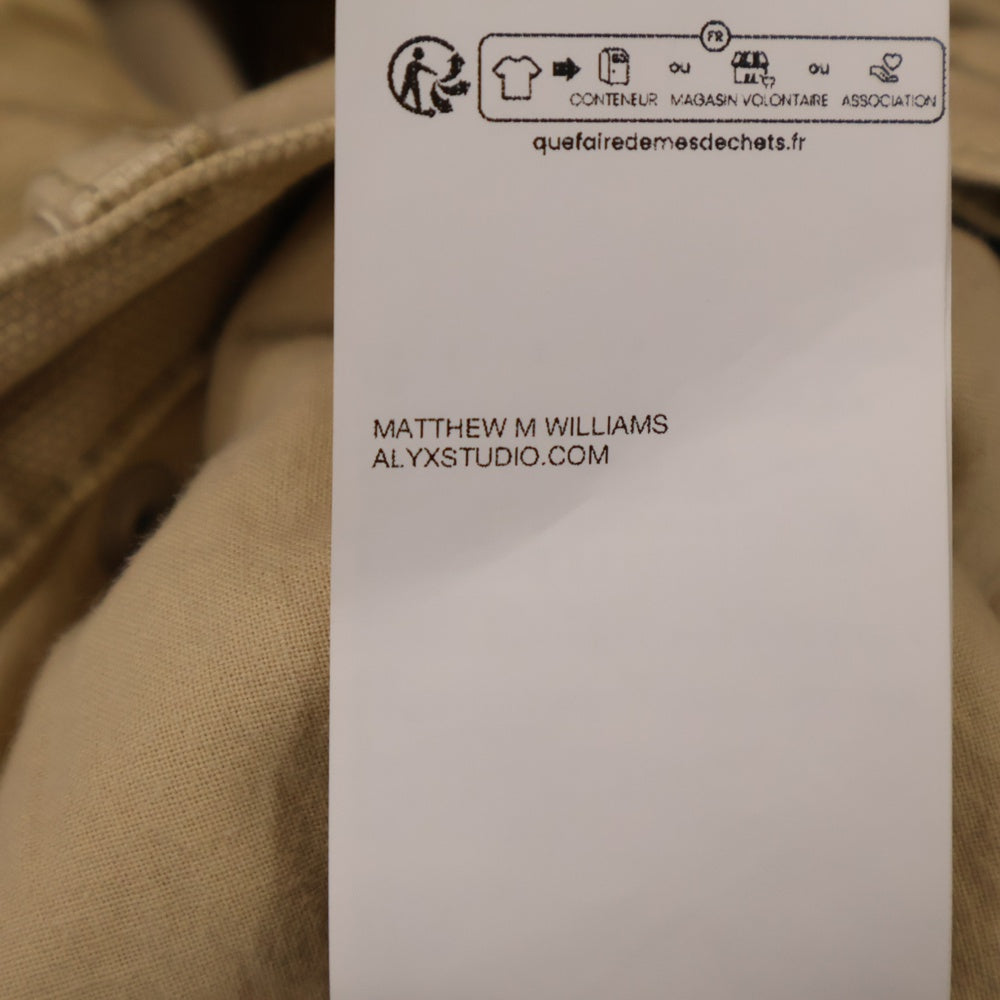 FR
ou ou
CONTENEUR MAGASIN VOLONTAIRE ASSOCIATION
quefairedemesdechets.fr
MATTHEW M WILLIAMS
ALYXSTUDIO.COM